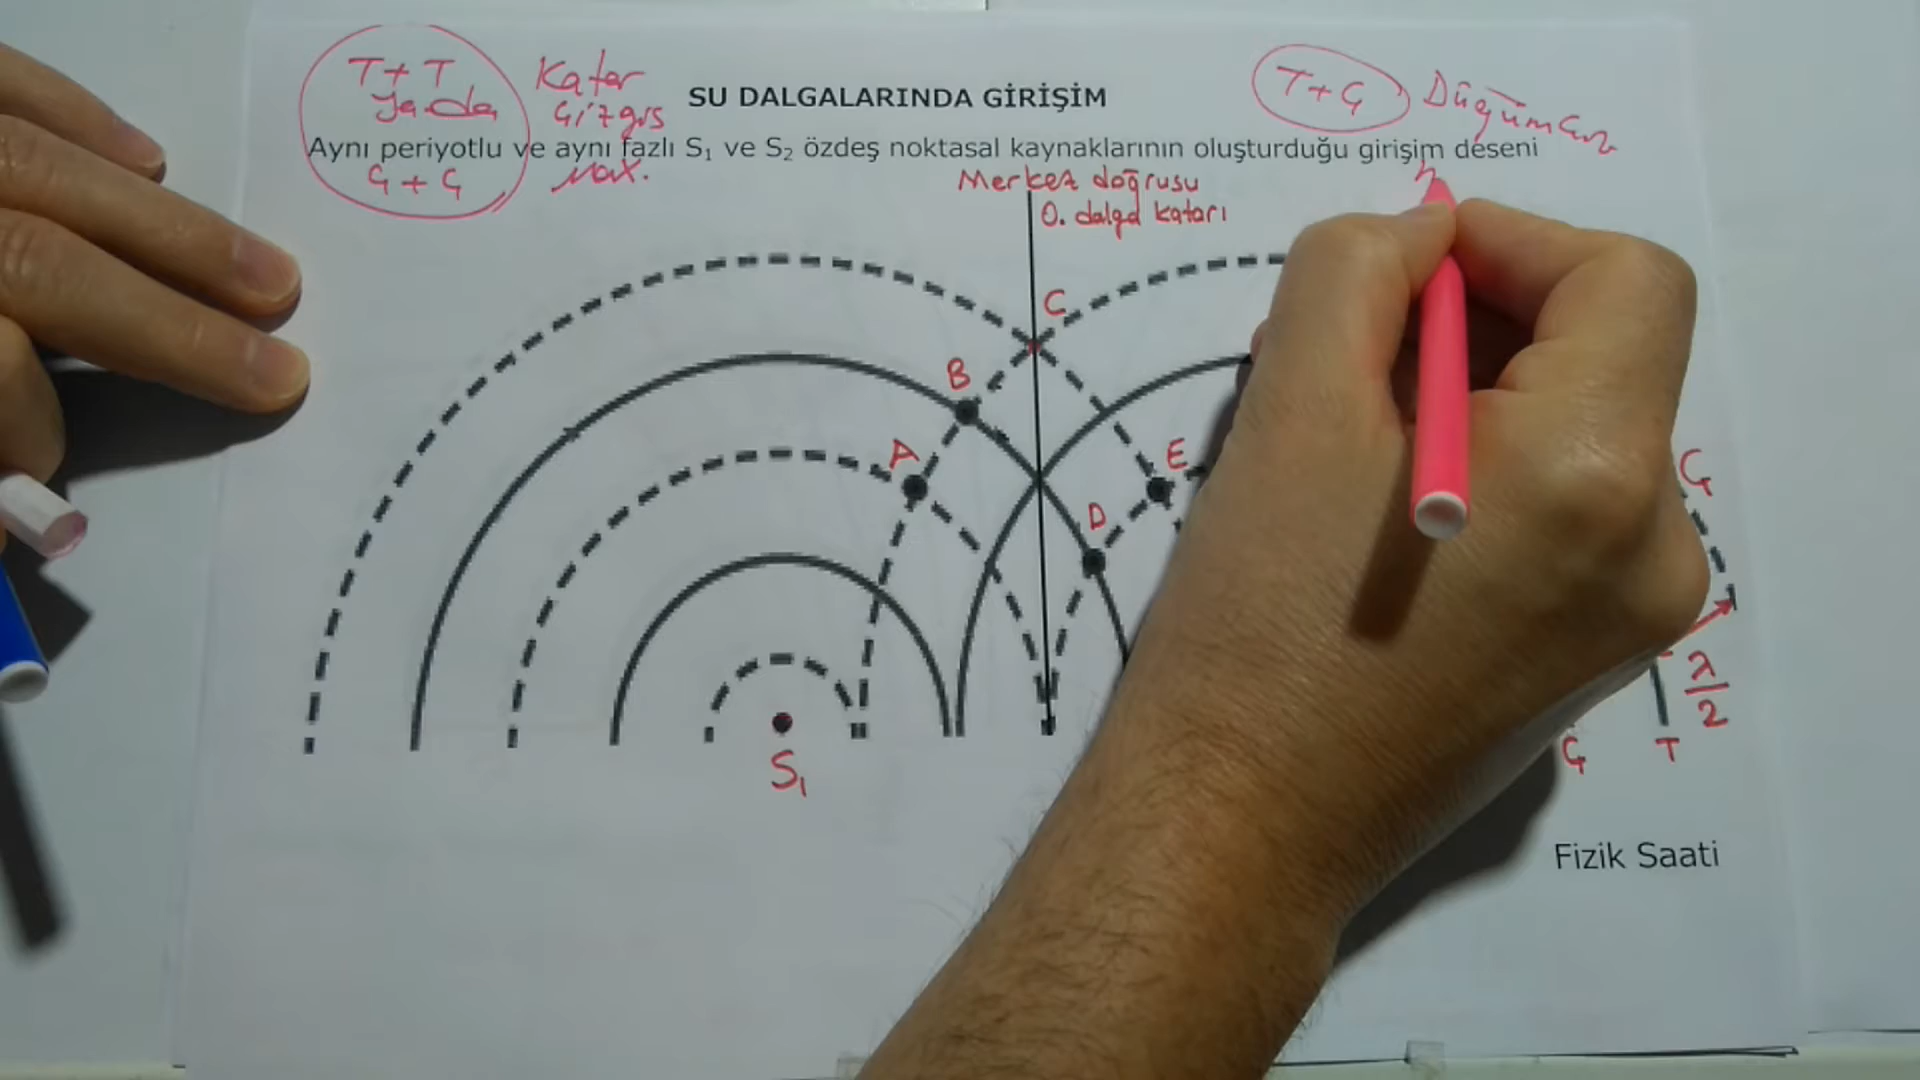 T+T
ya da
Ç+Ç
Katar
Çizgisi
Max.
SU DALGALARINDA GİRİŞİM
T+Ç
Düğüm
Aynı periyotlu ve aynı fazlı S₁ ve S₂ özdeş noktasal kaynaklarının oluşturduğu girişim deseni
Merkez doğrusu
0. dalga katarı
C
B
A
E
D
Ç
λ/2
S₁
Ç
T
Fizik Saati